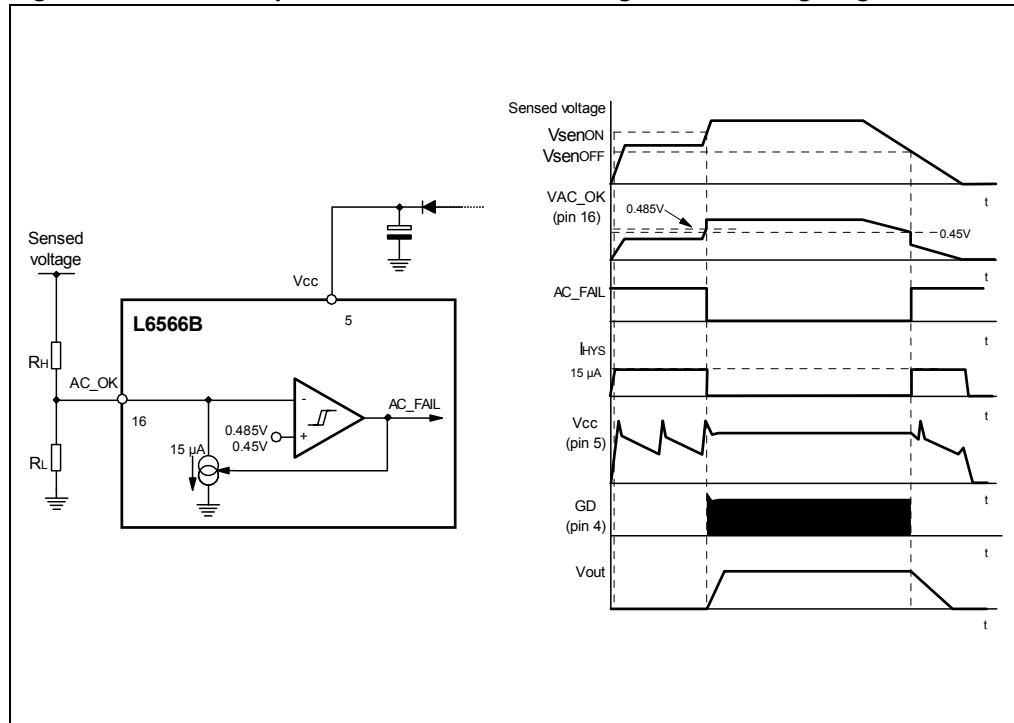 Sensed
voltage
RH
RL
AC_OK
16
L6566B
Vcc
5
15 µA
0.485V
0.45V
-
+
AC_FAIL
Sensed voltage
VsenON
VsenOFF
t
VAC_OK
(pin 16)
0.485V
0.45V
t
AC_FAIL
t
IHYS
15 µA
t
Vcc
(pin 5)
t
GD
(pin 4)
t
Vout
t